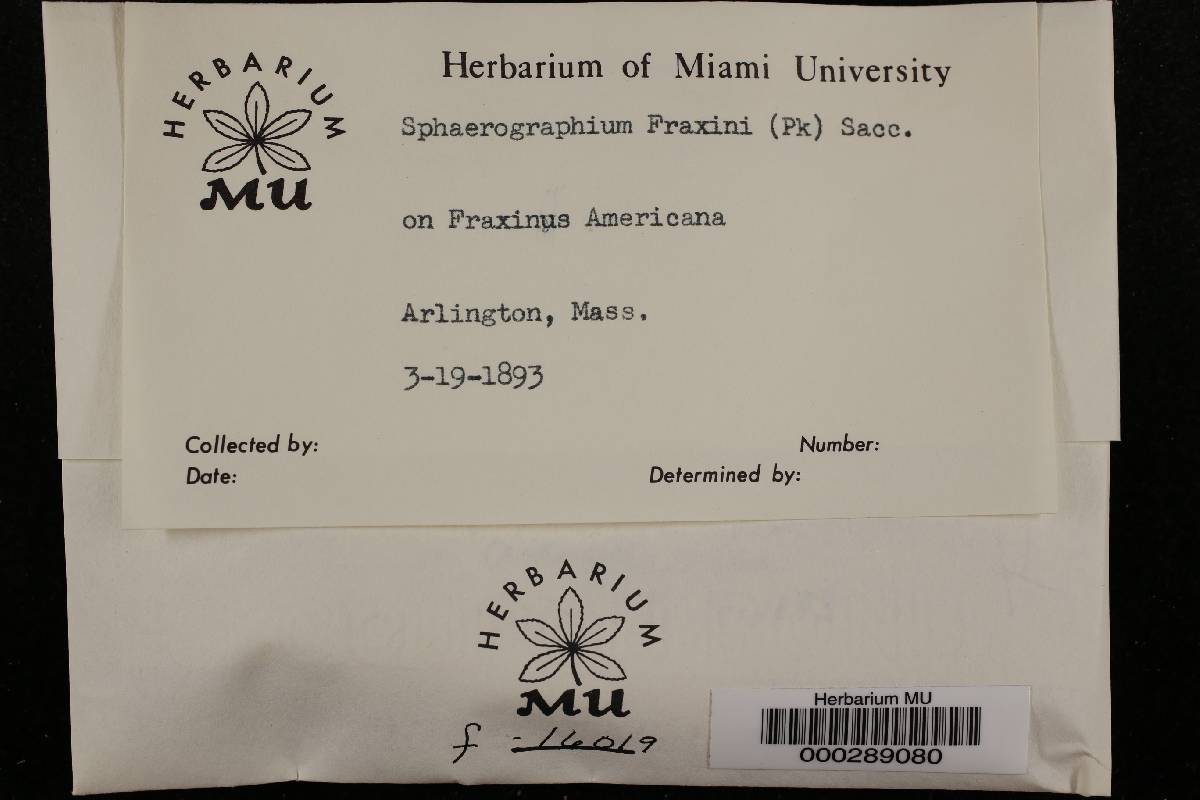 HERBARIUM
MU
Herbarium of Miami University
Sphaerographium Fraxini (Pk) Sacc.
on Fraxinus Americana
Arlington, Mass.
3-19-1893
Collected by:
Number:
Date:
Determined by:
HERBARIUM
MU
f -16019
Herbarium MU
000289080